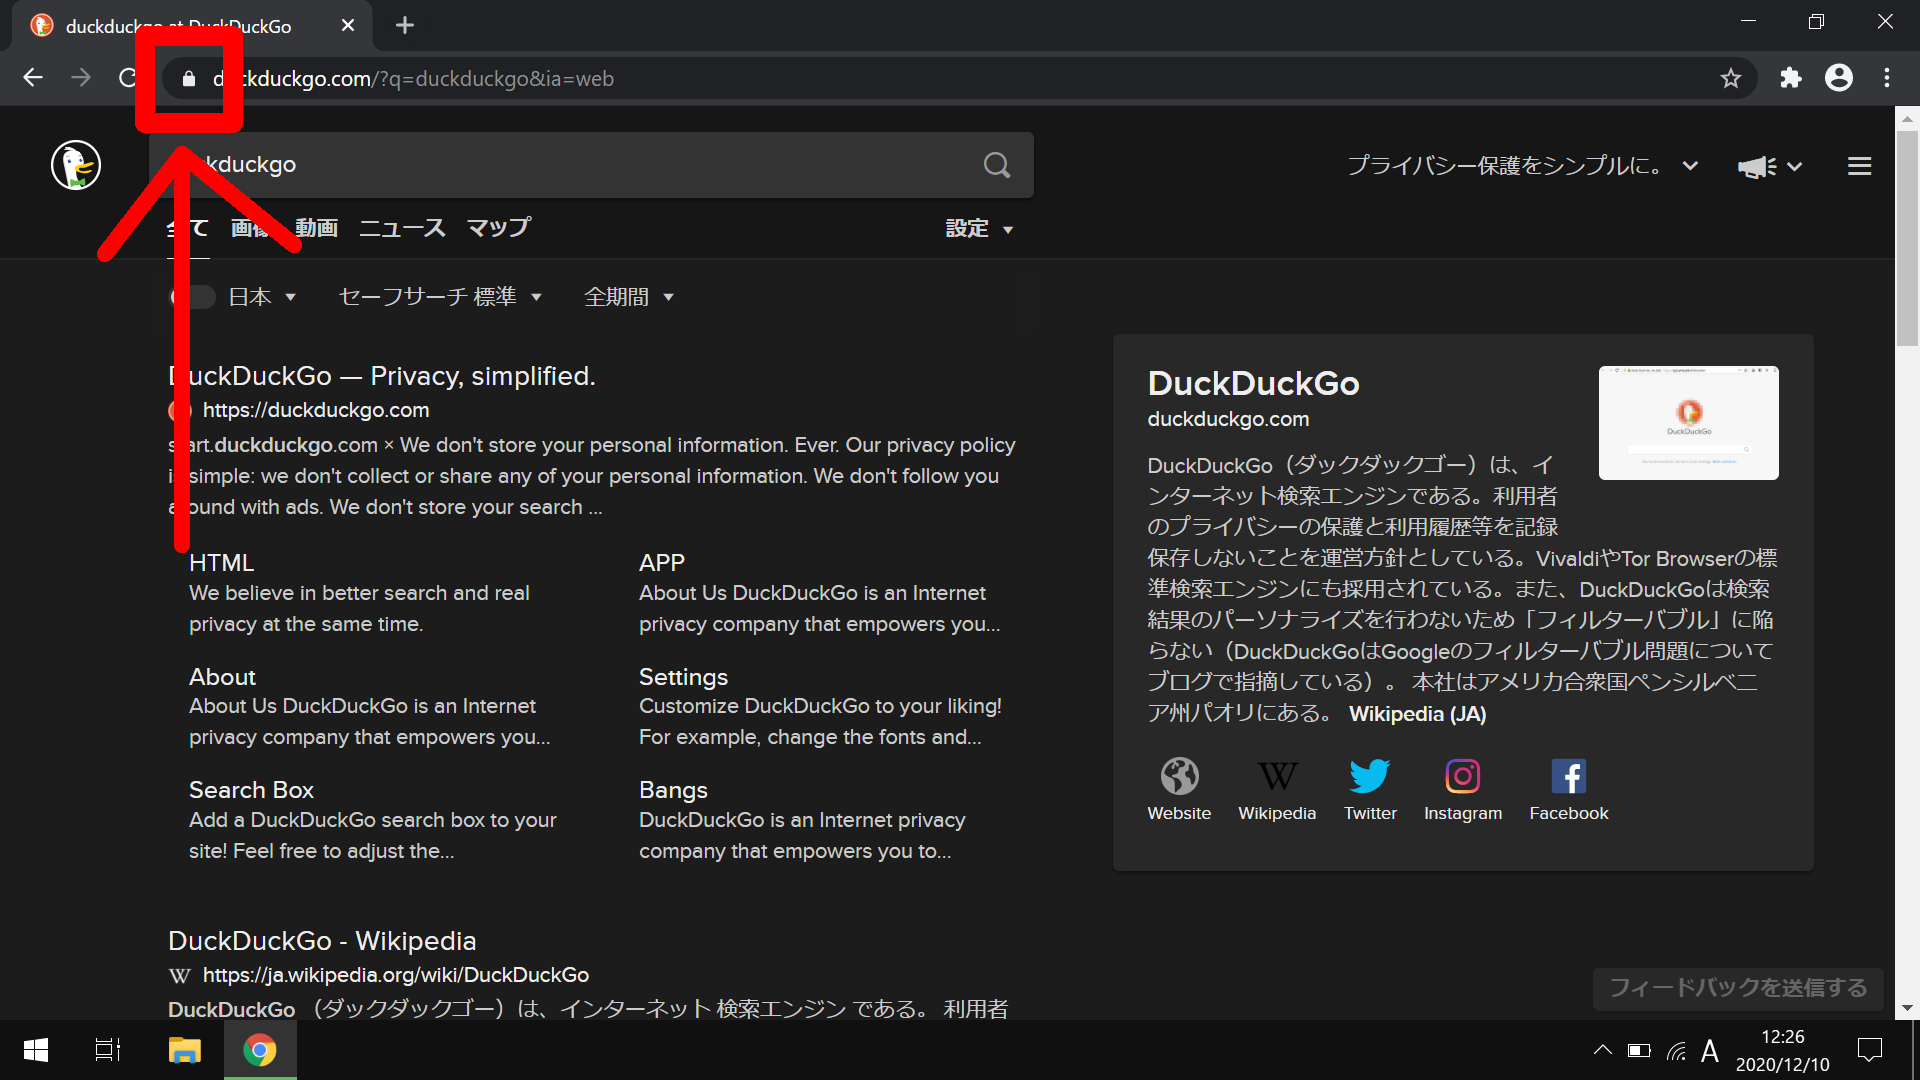 duckduckgo at DuckDuckGo
duckduckgo.com/?q=duckduckgo&ia=web
duckduckgo
プライバシー保護をシンプルに。
全て 画像 動画 ニュース マップ
設定
日本 セーフサーチ 標準 全期間
DuckDuckGo — Privacy, simplified.
https://duckduckgo.com
start.duckduckgo.com × We don't store your personal information. Ever. Our privacy policy
is simple: we don't collect or share any of your personal information. We don't follow you
around with ads. We don't store your search ...
HTML
We believe in better search and real
privacy at the same time.
APP
About Us DuckDuckGo is an Internet
privacy company that empowers you...
About
About Us DuckDuckGo is an Internet
privacy company that empowers you...
Settings
Customize DuckDuckGo to your liking!
For example, change the fonts and...
Search Box
Add a DuckDuckGo search box to your
site! Feel free to adjust the...
Bangs
DuckDuckGo is an Internet privacy
company that empowers you to...
DuckDuckGo - Wikipedia
W https://ja.wikipedia.org/wiki/DuckDuckGo
DuckDuckGo （ダックダックゴー）は、インターネット 検索エンジン である。 利用者
DuckDuckGo
duckduckgo.com
DuckDuckGo
DuckDuckGo（ダックダックゴー）は、イ
ンターネット検索エンジンである。利用者
のプライバシーの保護と利用履歴等を記録
保存しないことを運営方針としている。VivaldiやTor Browserの標
準検索エンジンにも採用されている。また、DuckDuckGoは検索
結果のパーソナライズを行わないため「フィルターバブル」に陥
らない（DuckDuckGoはGoogleのフィルターバブル問題について
ブログで指摘している）。 本社はアメリカ合衆国ペンシルベニ
ア州パオリにある。 Wikipedia (JA)
W
Website Wikipedia Twitter Instagram Facebook
フィードバックを送信する
A
12:26
2020/12/10